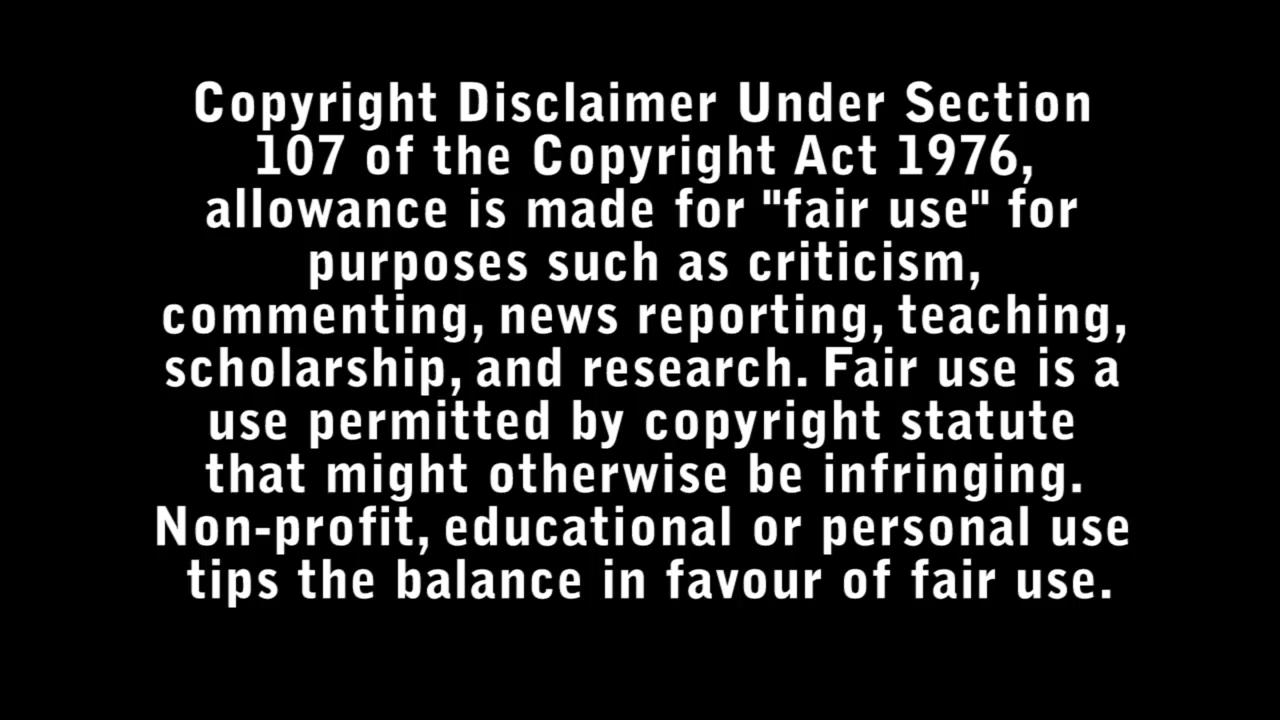 Copyright Disclaimer Under Section
107 of the Copyright Act 1976,
allowance is made for "fair use" for
purposes such as criticism,
commenting, news reporting, teaching,
scholarship, and research. Fair use is a
use permitted by copyright statute
that might otherwise be infringing.
Non-profit, educational or personal use
tips the balance in favour of fair use.